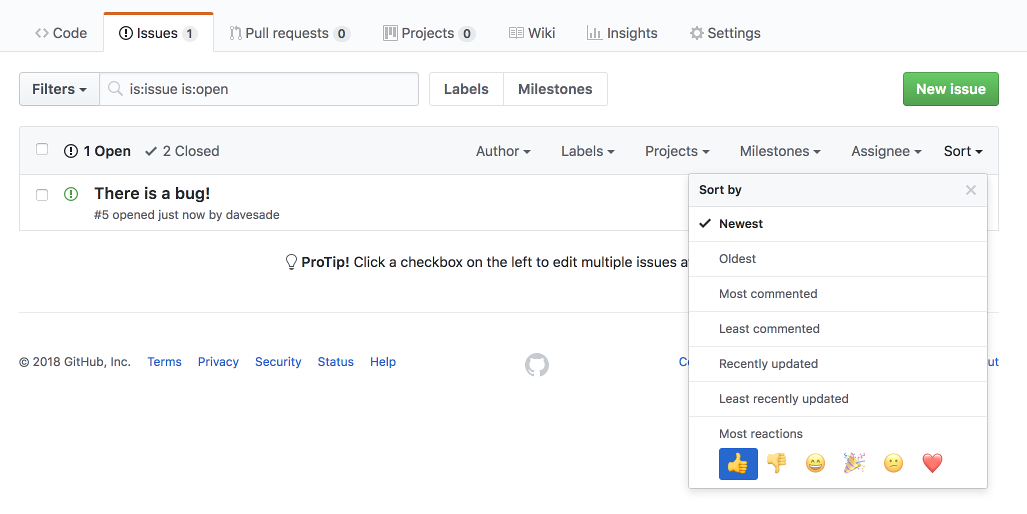 Code Issues 1 Pull requests 0 Projects 0 Wiki Insights Settings
Filters is:issue is:open Labels Milestones New issue
1 Open 2 Closed Author Labels Projects Milestones Assignee Sort
There is a bug!
#5 opened just now by davesade
Sort by
Newest
Oldest
Most commented
Least commented
Recently updated
Least recently updated
Most reactions
ProTip! Click a checkbox on the left to edit multiple issues
© 2018 GitHub, Inc. Terms Privacy Security Status Help